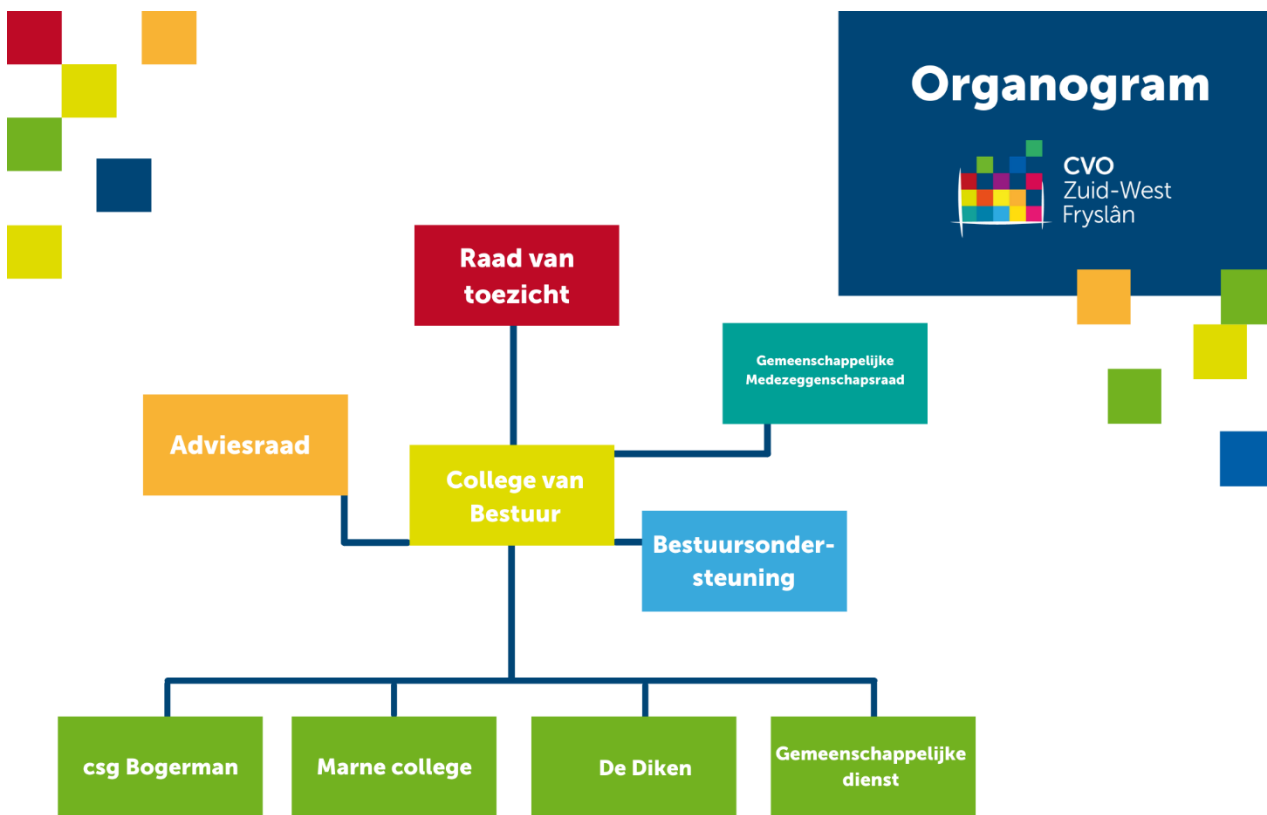 Organogram
CVO
Zuid-West
Fryslân
Raad van
toezicht
Gemeenschappelijke
Medezeggenschapsraad
Adviesraad
College van
Bestuur
Bestuursonder-
steuning
csg Bogerman
Marne college
De Diken
Gemeenschappelijke
dienst